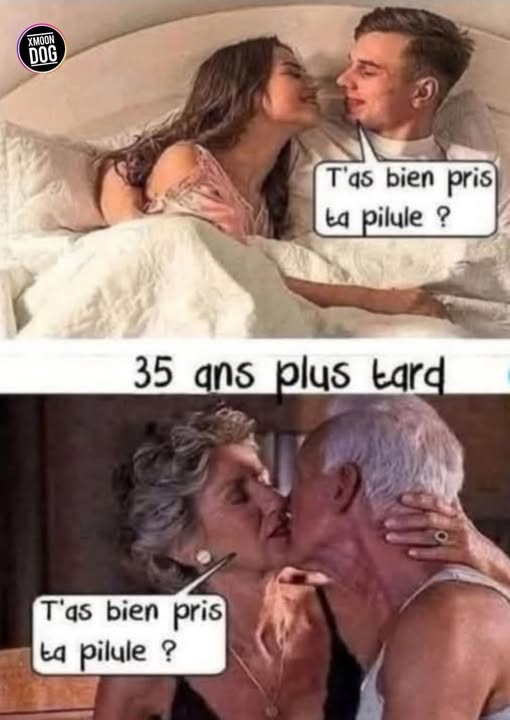 XMOON
DOG
T'as bien pris
ta pilule ?
35 ans plus tard
T'as bien pris
ta pilule ?